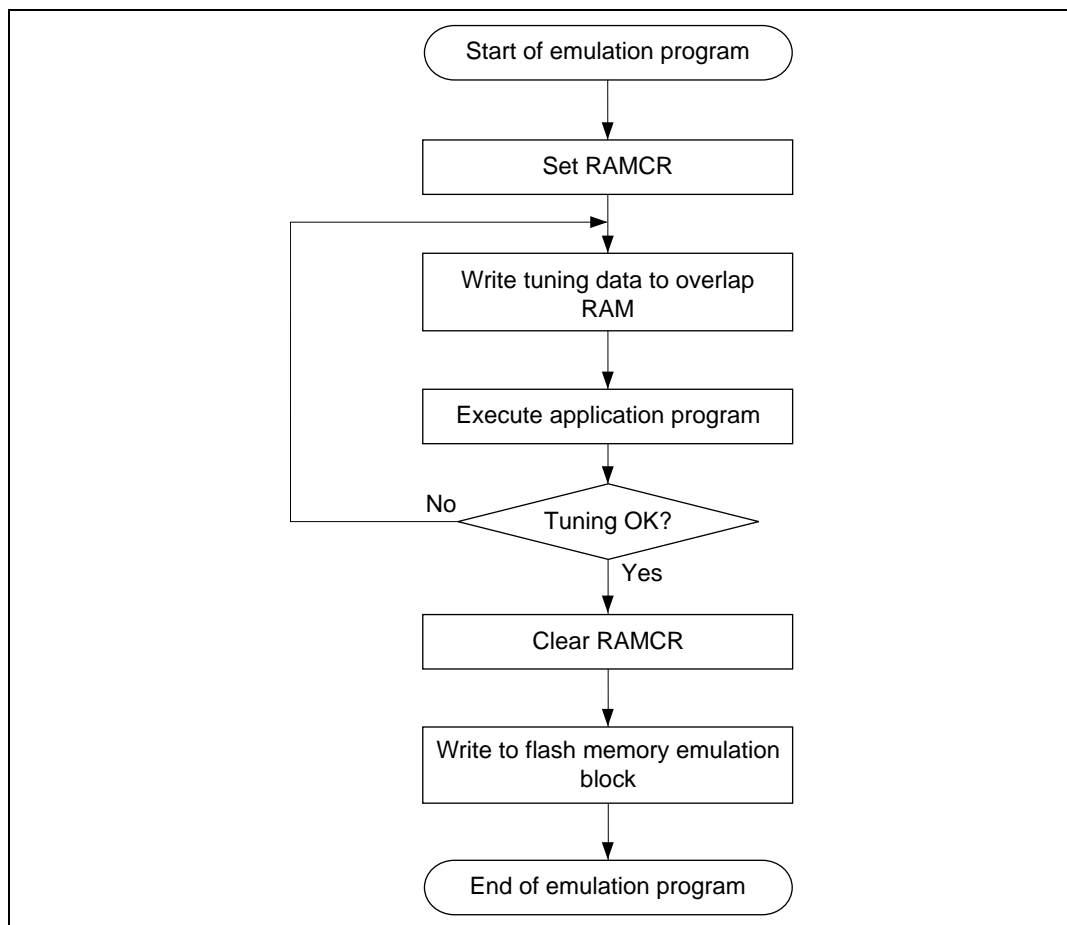 Start of emulation program
Set RAMCR
Write tuning data to overlap
RAM
Execute application program
No
Tuning OK?
Yes
Clear RAMCR
Write to flash memory emulation
block
End of emulation program